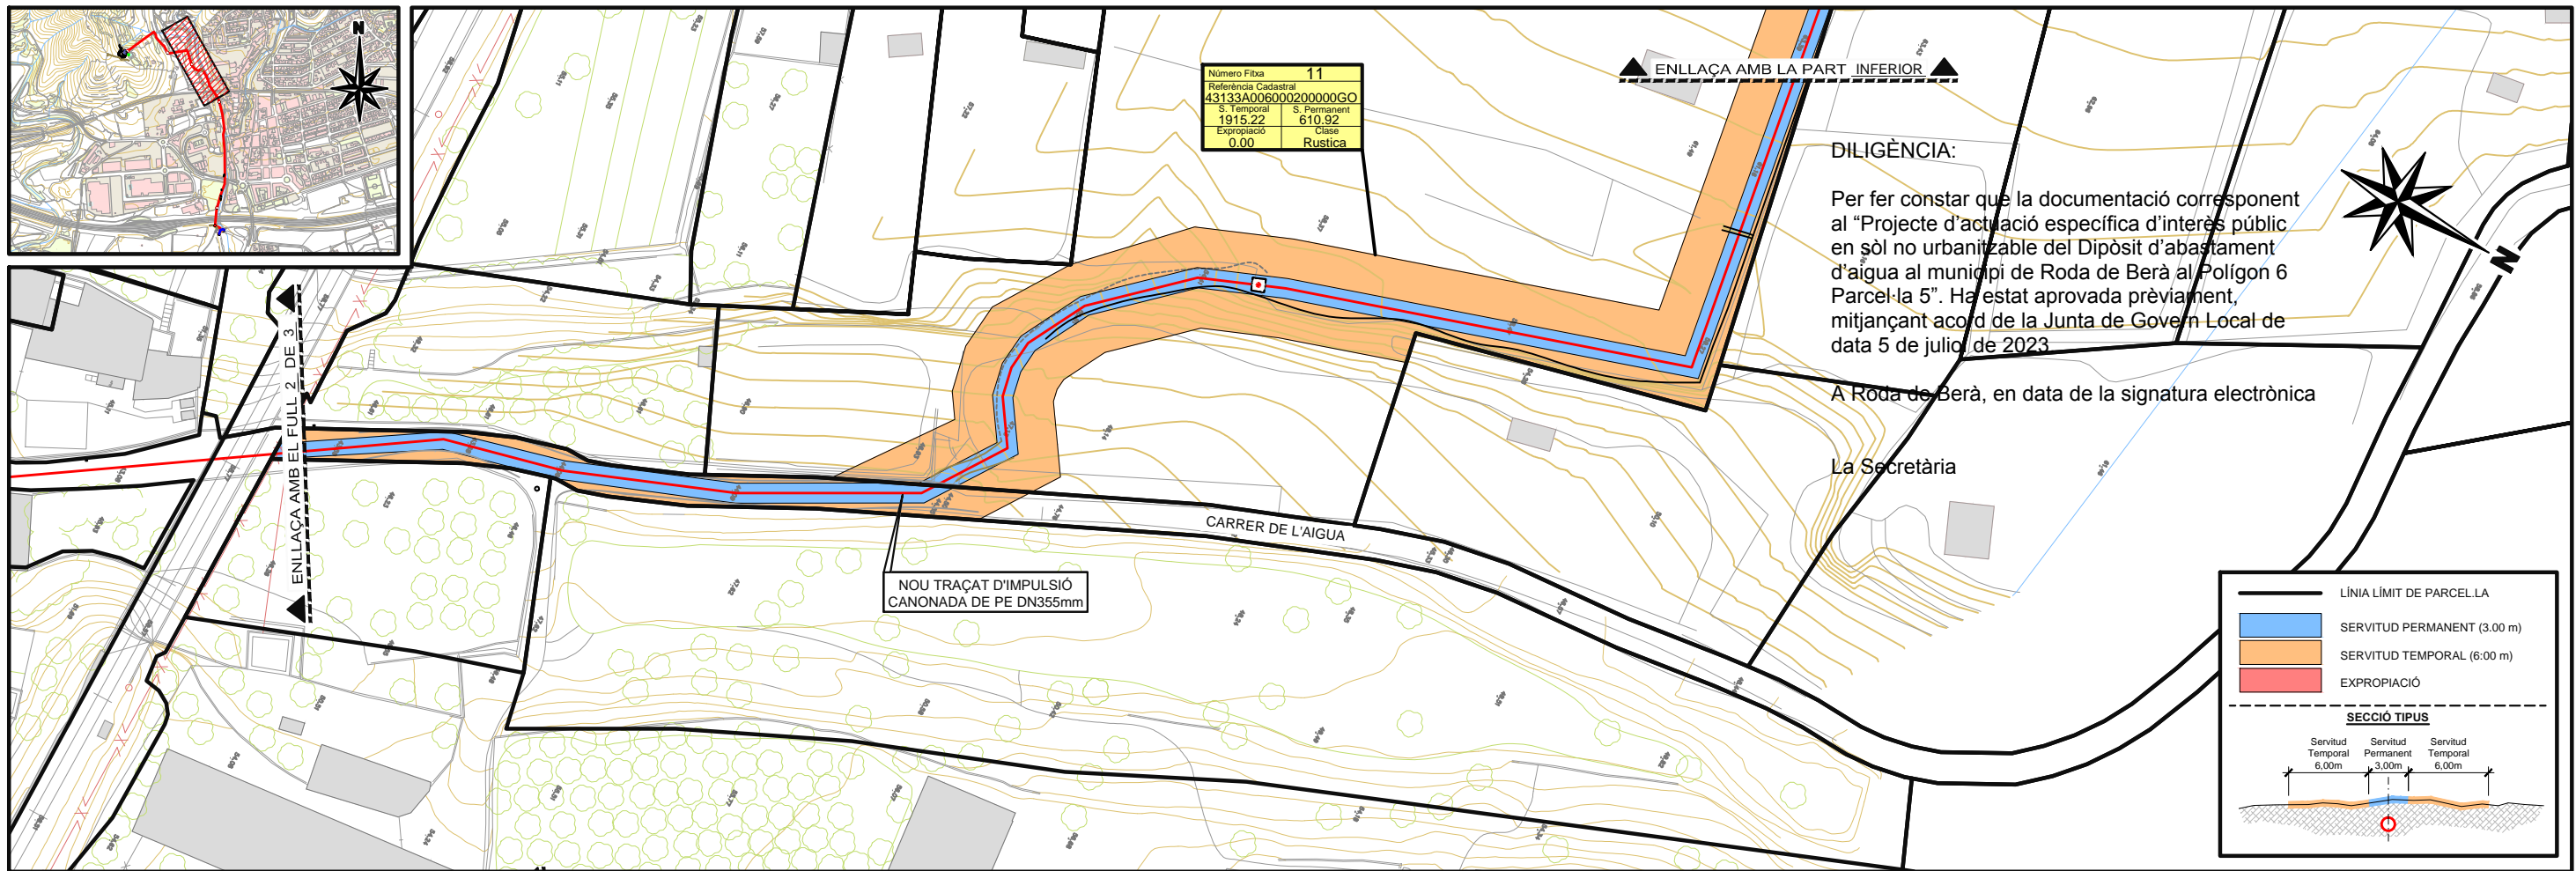 N
Número Fitxa 11
Referència Cadastral
43133A006000200000GO
S. Temporal S. Permanent
1915.22 610.92
Expropiació Clase
0.00 Rustica
ENLLAÇA AMB LA PART INFERIOR
DILIGÈNCIA:
Per fer constar que la documentació corresponent
al “Projecte d’actuació específica d’interès públic
en sòl no urbanitzable del Dipòsit d’abastament
d’aigua al municipi de Roda de Berà al Polígon 6
Parcel·la 5”. Ha estat aprovada prèviament,
mitjançant acord de la Junta de Govern Local de
data 5 de juliol de 2023
A Roda de Berà, en data de la signatura electrònica
La Secretària
N
ENLLAÇA AMB EL FULL 2 DE 3
CARRER DE L'AIGUA
NOU TRAÇAT D'IMPULSIÓ
CANONADA DE PE DN355mm
LÍNIA LÍMIT DE PARCEL.LA
SERVITUD PERMANENT (3.00 m)
SERVITUD TEMPORAL (6:00 m)
EXPROPIACIÓ
SECCIÓ TIPUS
Servitud Servitud Servitud
Temporal Permanent Temporal
6,00m 3,00m 6,00m